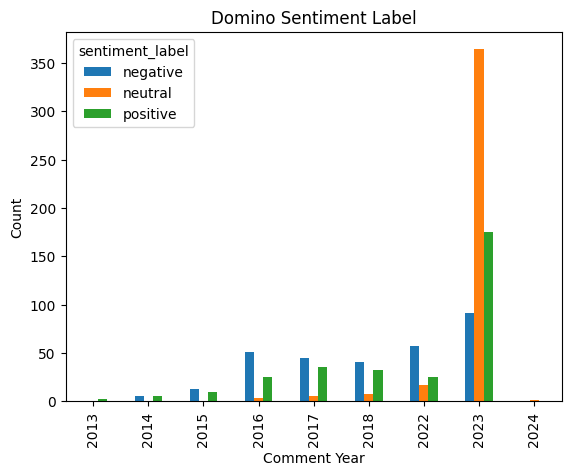 Domino Sentiment Label
sentiment_label
negative
neutral
positive
350
300
250
200
150
100
50
0
Count
2013
2014
2015
2016
2017
2018
2022
2023
2024
Comment Year